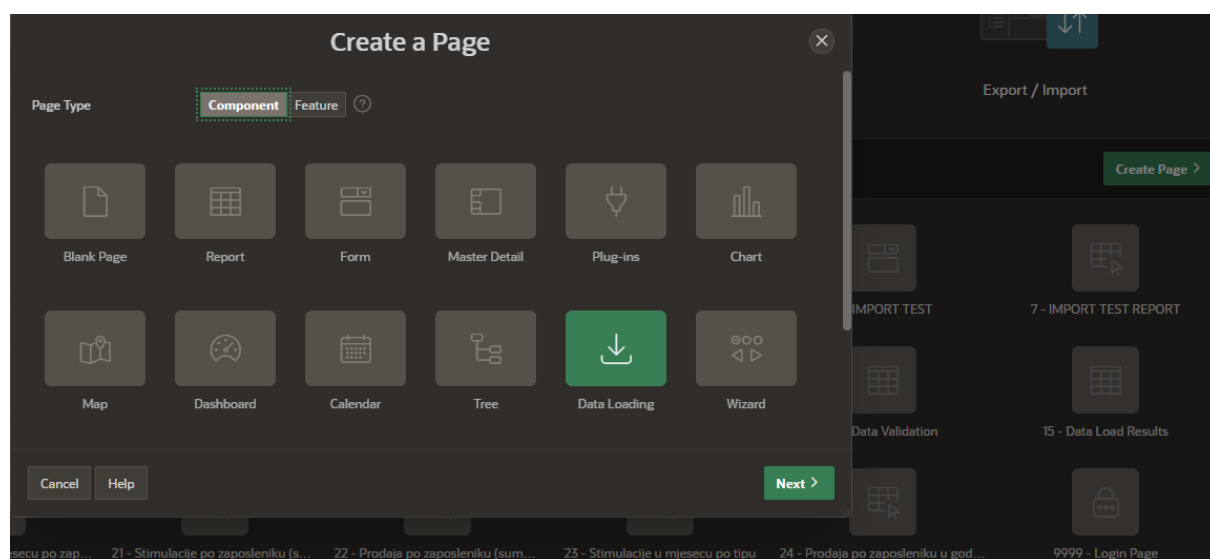 Create a Page
Export / Import
Page Type
Component
Feature
?
Create Page >
Blank Page
Report
Form
Master Detail
Plug-ins
Chart
IMPORT TEST
7 - IMPORT TEST REPORT
Map
Dashboard
Calendar
Tree
Data Loading
Wizard
Data Validation
15 - Data Load Results
Cancel
Help
Next >
po zap...
21 - Stimulacije po zaposleniku (s...
22 - Prodaja po zaposleniku (sum...
23 - Stimulacije u mjesecu po tipu
24 - Prodaja po zaposleniku u god...
9999 - Login Page